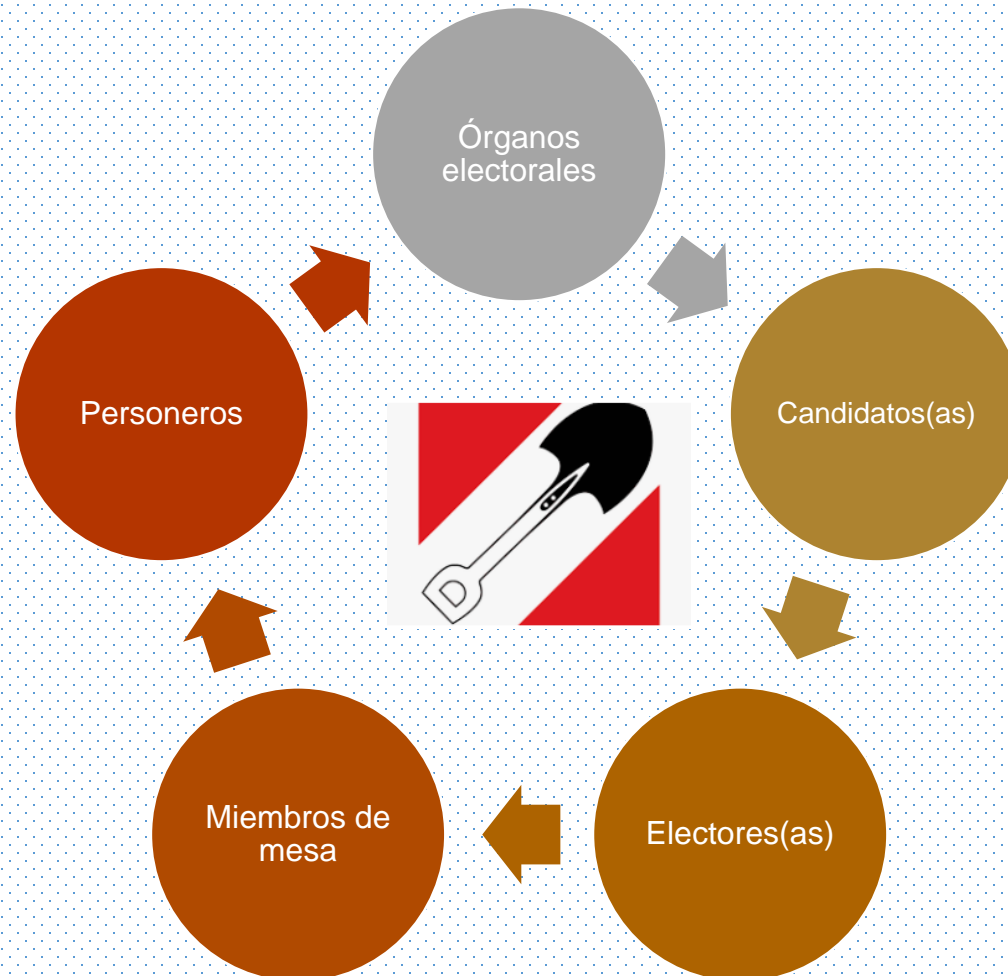 Órganos
electorales
Candidatos(as)
Electores(as)
Miembros de
mesa
Personeros